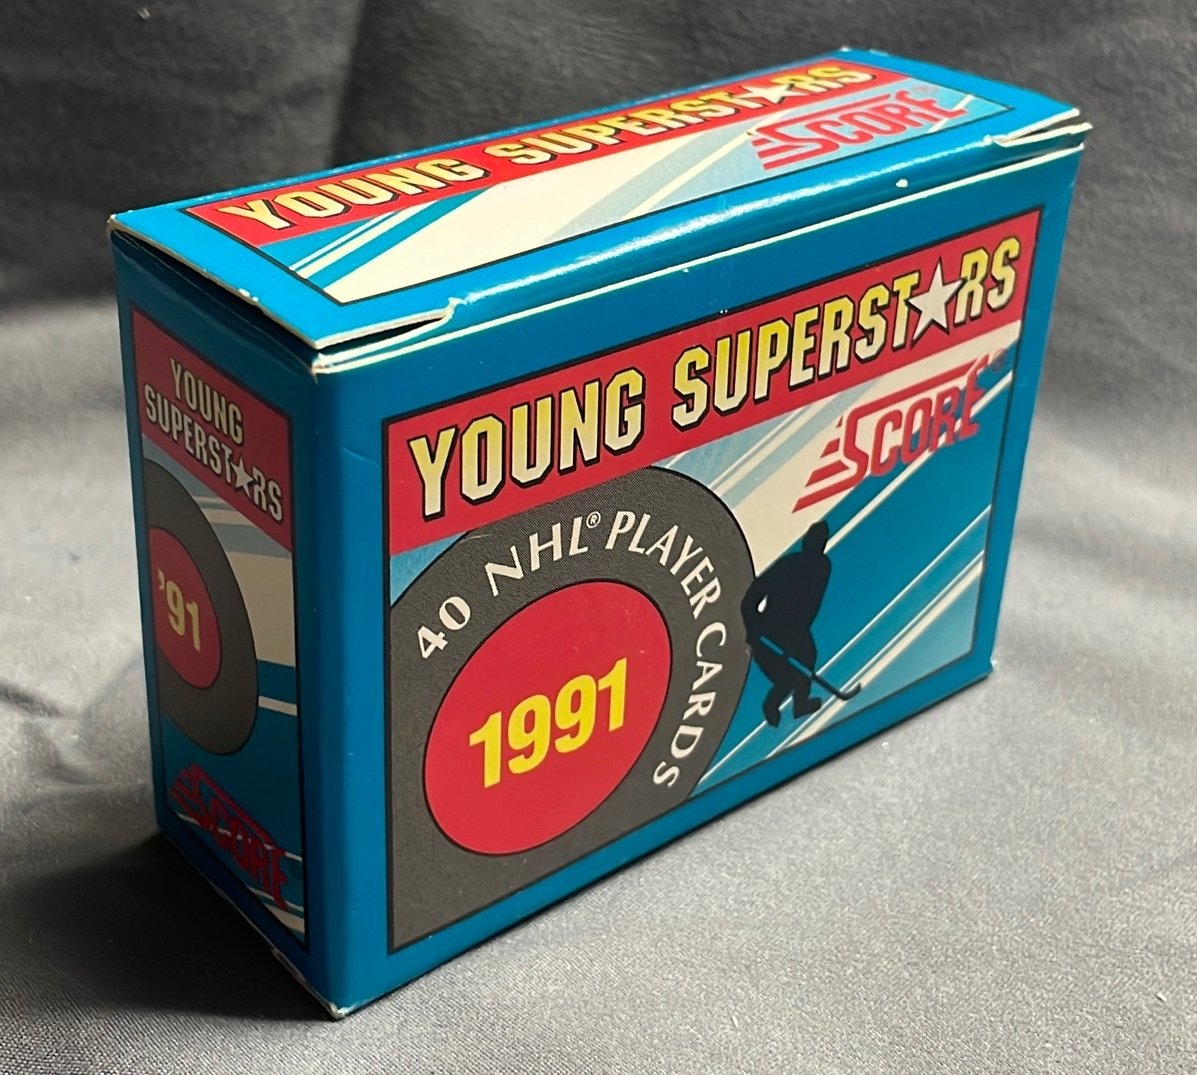 YOUNG SUPERSTARS
SCORE®
YOUNG SUPERSTARS
SCORE®
40 NHL® PLAYER CARDS
1991
YOUNG
SUPERSTARS
'91
SCORE